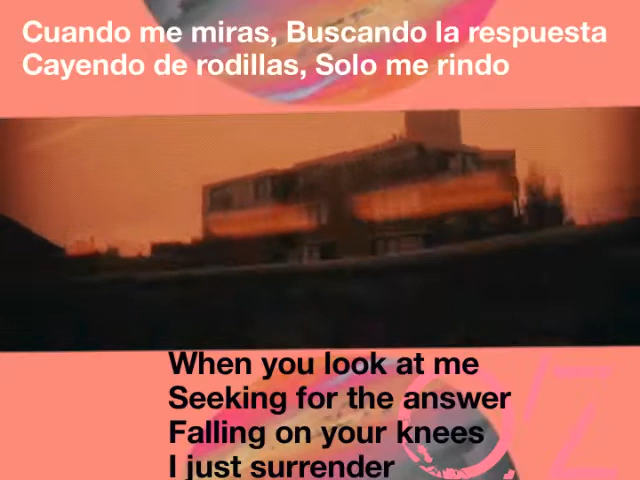 Cuando me miras, Buscando la respuesta
Cayendo de rodillas, Solo me rindo
When you look at me
Seeking for the answer
Falling on your knees
I just surrender